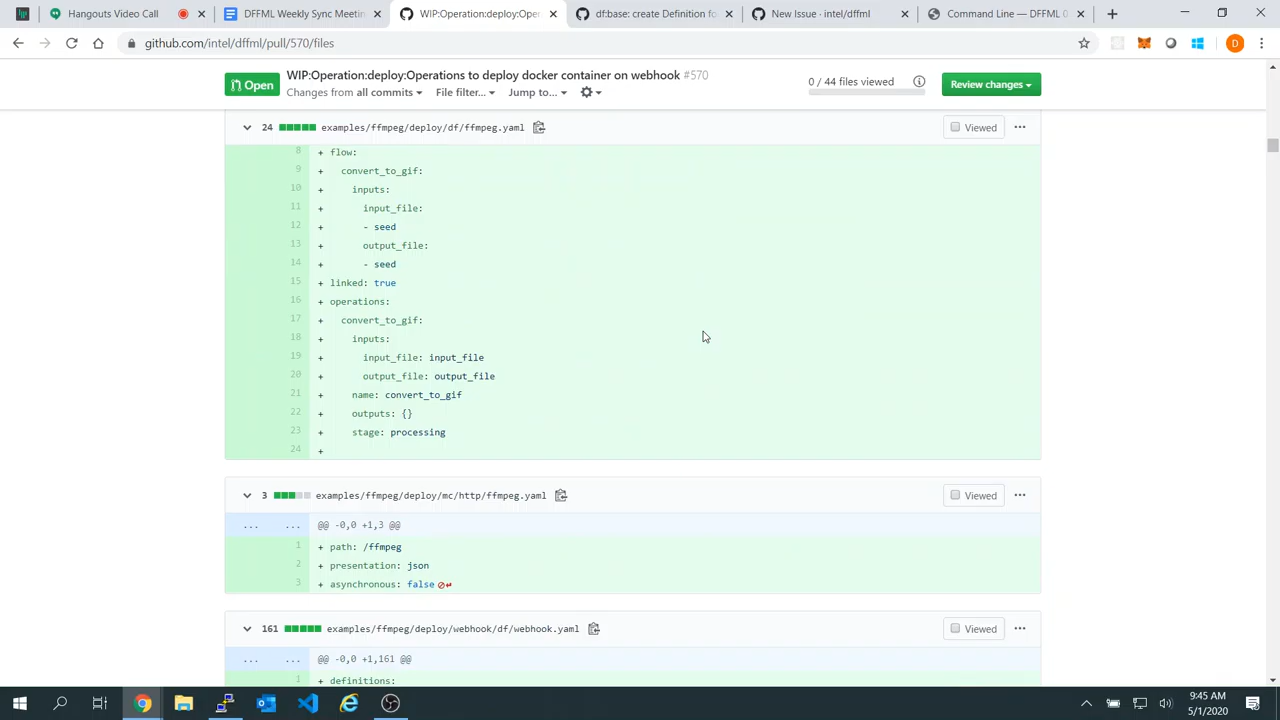 Hangouts Video Call
DFFML Weekly Sync Meetin
WIP:Operation:deploy:Oper
df:base: create Definition fo
New Issue · intel/dffml
Command Line — DFFML 0
github.com/intel/dffml/pull/570/files
D
Open
WIP:Operation:deploy:Operations to deploy docker container on webhook #570
Changes from all commits
File filter...
Jump to...
0 / 44 files viewed
Review changes
24
examples/ffmpeg/deploy/df/ffmpeg.yaml
Viewed
8 + flow:
9 + convert_to_gif:
10 + inputs:
11 + input_file:
12 + - seed
13 + output_file:
14 + - seed
15 + linked: true
16 + operations:
17 + convert_to_gif:
18 + inputs:
19 + input_file: input_file
20 + output_file: output_file
21 + name: convert_to_gif
22 + outputs: {}
23 + stage: processing
24 +
3 examples/ffmpeg/deploy/mc/http/ffmpeg.yaml
Viewed
... ... @@ -0,0 +1,3 @@
1 + path: /ffmpeg
2 + presentation: json
3 + asynchronous: false
161 examples/ffmpeg/deploy/webhook/df/webhook.yaml
Viewed
... ... @@ -0,0 +1,161 @@
1 + definitions:
9:45 AM
5/1/2020